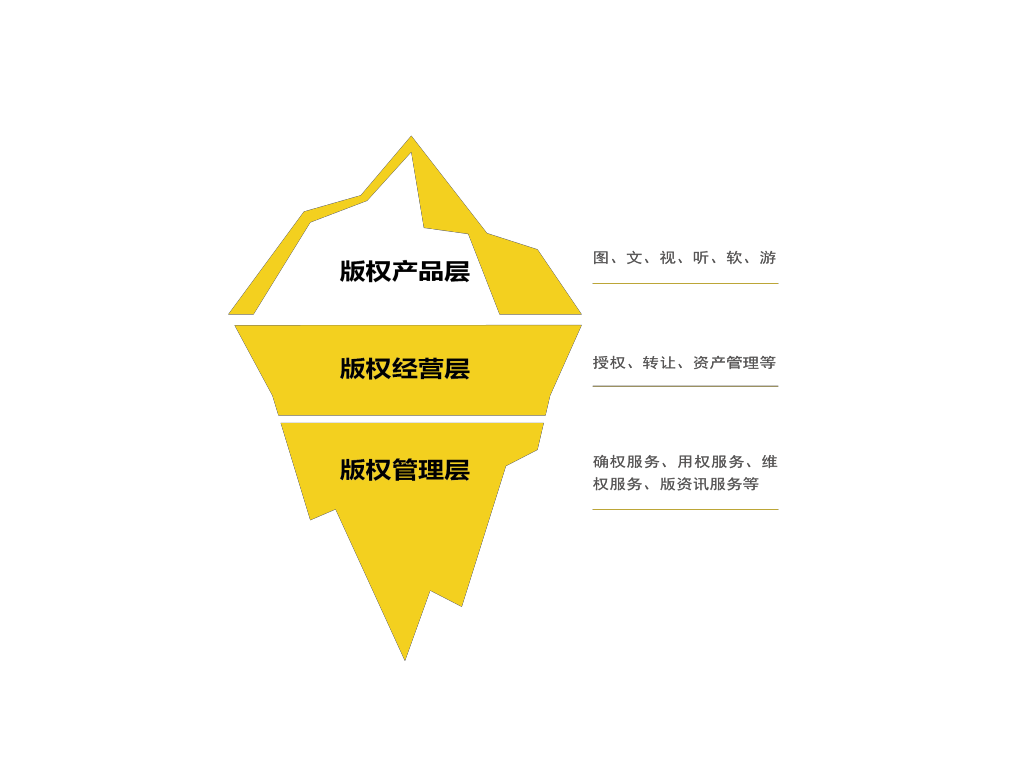 版权产品层
图、文、视、听、软、游
版权经营层
授权、转让、资产管理等
版权管理层
确权服务、用权服务、维
权服务、版资讯服务等